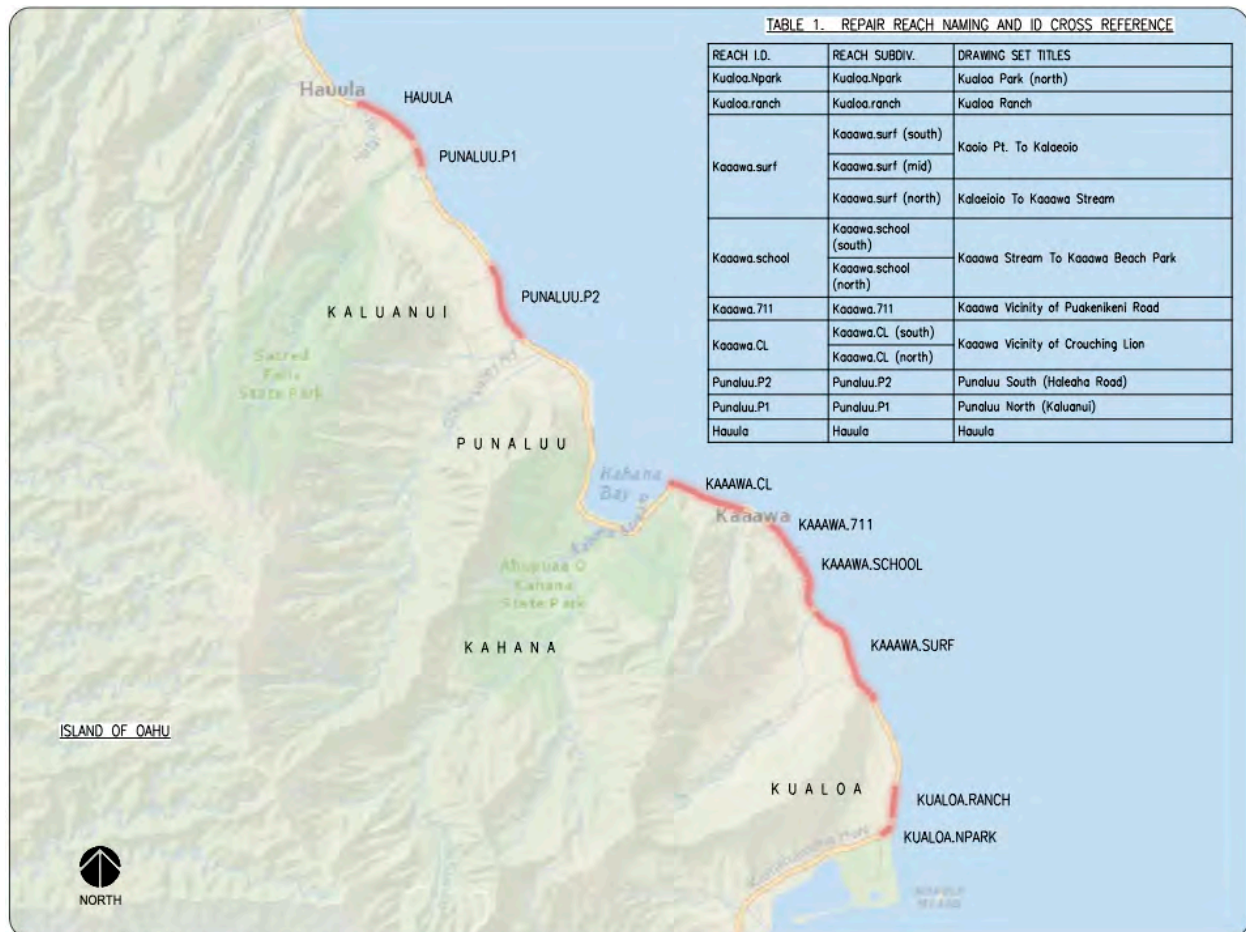 TABLE 1. REPAIR REACH NAMING AND ID CROSS REFERENCE
REACH I.D. REACH SUBDIV. DRAWING SET TITLES
Kualoa.Npark Kualoa.Npark Kualoa Park (north)
Kualoa.ranch Kualoa.ranch Kualoa Ranch
Kaaawa.surf
Kaaawa.surf (south)
Kaaawa.surf (mid)
Kaoio Pt. To Kalaeoio
Kaaawa.surf (north) Kalaeioio To Kaaawa Stream
Kaaawa.school
Kaaawa.school
(south)
Kaaawa.school
(north)
Kaaawa Stream To Kaaawa Beach Park
Kaaawa.711 Kaaawa.711 Kaaawa Vicinity of Puakenikeni Road
Kaaawa.CL
Kaaawa.CL (south)
Kaaawa.CL (north)
Kaaawa Vicinity of Crouching Lion
Punaluu.P2 Punaluu.P2 Punaluu South (Haleaha Road)
Punaluu.P1 Punaluu.P1 Punaluu North (Kaluanui)
Hauula Hauula Hauula
Hauula
HAUULA
PUNALUU.P1
PUNALUU.P2
KALUANUI
Sacred
Falls
State Park
PUNALUU
Kahana
Bay
KAAAWA.CL
Kaaawa
KAAAWA.711
KAAAWA.SCHOOL
Ahupuaa O
Kahana
State Park
KAHANA
KAAAWA.SURF
ISLAND OF OAHU
KUALOA
KUALOA.RANCH
KUALOA.NPARK
NORTH